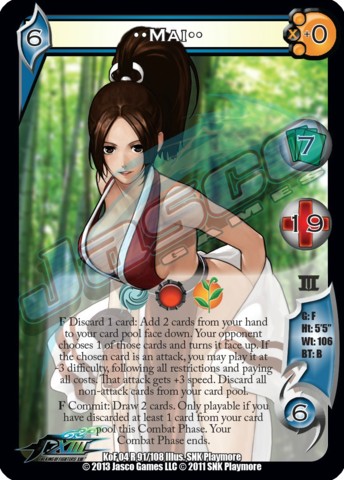 6
••MAI••
X +0
7
19
III
G: F
Ht: 5'5"
Wt: 106
BT: B
6
JASCO
GAMES
F Discard 1 card: Add 2 cards from your hand
to your card pool face down. Your opponent
chooses 1 of those cards and turns it face up. If
the chosen card is an attack, you may play it at
-3 difficulty, following all restrictions and paying
all costs. That attack gets +3 speed. Discard all
non-attack cards from your card pool.
F Commit: Draw 2 cards. Only playable if you
have discarded at least 1 card from your card
pool this Combat Phase. Your
Combat Phase ends.
XIII
KrF 04 R 91/108 Illus. SNK Playmore
© 2013 Jasco Games LLC © 2011 SNK Playmore